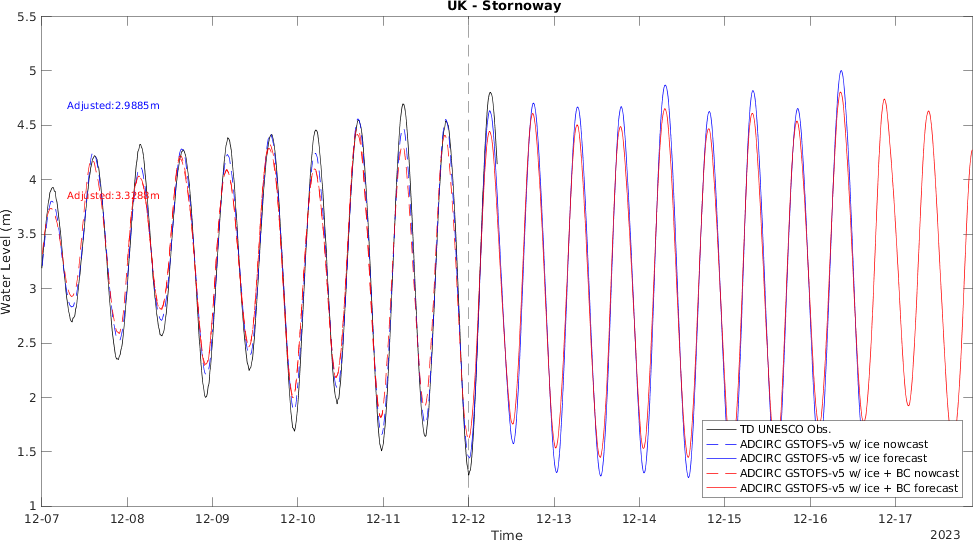 UK - Stornoway
5.5
5
4.5
4
3.5
3
2.5
2
1.5
1
Water Level (m)
Adjusted:2.9885m
Adjusted:3.3288m
TD UNESCO Obs.
ADCIRC GSTOFS-v5 w/ ice nowcast
ADCIRC GSTOFS-v5 w/ ice forecast
ADCIRC GSTOFS-v5 w/ ice + BC nowcast
ADCIRC GSTOFS-v5 w/ ice + BC forecast
12-07 12-08 12-09 12-10 12-11 12-12 12-13 12-14 12-15 12-16 12-17
Time
2023